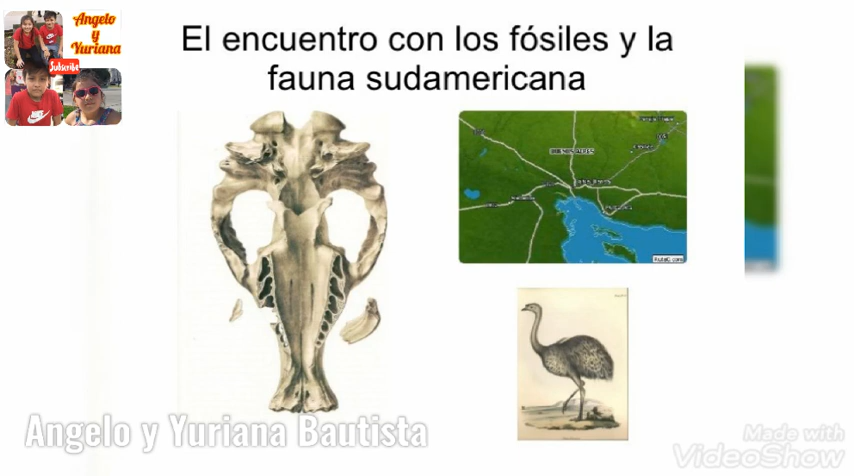 Angelo
y
Yuriana
Subscribe
El encuentro con los fósiles y la
fauna sudamericana
BUENOS AIRES
Angelo y Yuriana Bautista
Made with
VideoShow